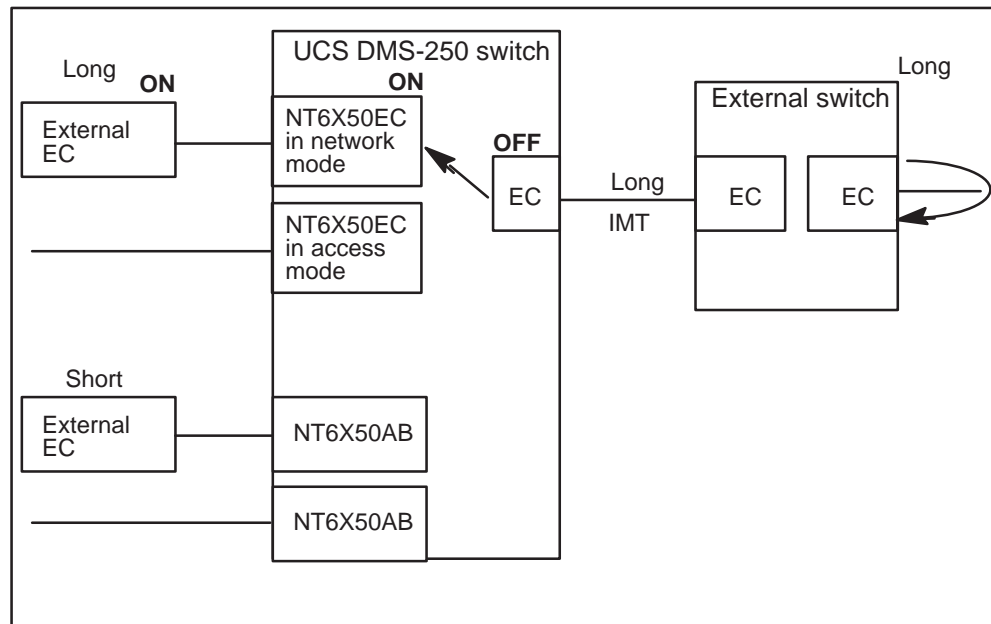 UCS DMS-250 switch
Long
ON
ON
Long
External
EC
NT6X50EC
in network
mode
OFF
EC
Long
IMT
External switch
EC
EC
NT6X50EC
in access
mode
Short
External
EC
NT6X50AB
NT6X50AB